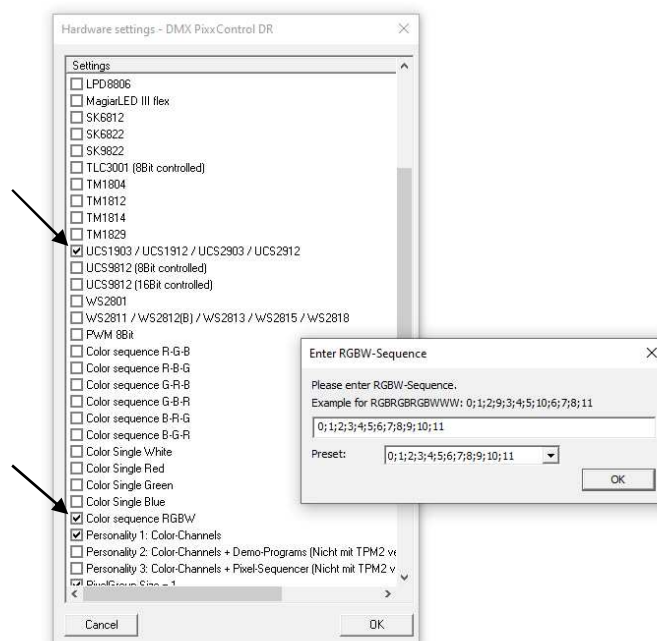 Hardware settings - DMX PixxControl DR
Settings
LPD8806
MagiarLED III flex
SK6812
SK6822
SK9822
TLC3001 (8Bit controlled)
TM1804
TM1812
TM1814
TM1829
UCS1903 / UCS1912 / UCS2903 / UCS2912
UCS9812 (8Bit controlled)
UCS9812 (16Bit controlled)
WS2801
WS2811 / WS2812(B) / WS2813 / WS2815 / WS2818
PWM 8Bit
Color sequence R-G-B
Color sequence R-B-G
Color sequence G-R-B
Color sequence G-B-R
Color sequence B-R-G
Color sequence B-G-R
Color Single White
Color Single Red
Color Single Green
Color Single Blue
Color sequence RGBW
Personality 1: Color-Channels
Personality 2: Color-Channels + Demo-Programs (Nicht mit TPM2 ve
Personality 3: Color-Channels + Pixel-Sequencer (Nicht mit TPM2 v
PixelGroup Size = 1
Cancel
OK
Enter RGBW-Sequence
Please enter RGBW-Sequence.
Example for RGBRGBRGBWWW: 0;1;2;9;3;4;5;10;6;7;8;11
0;1;2;3;4;5;6;7;8;9;10;11
Preset:
0;1;2;3;4;5;6;7;8;9;10;11
OK